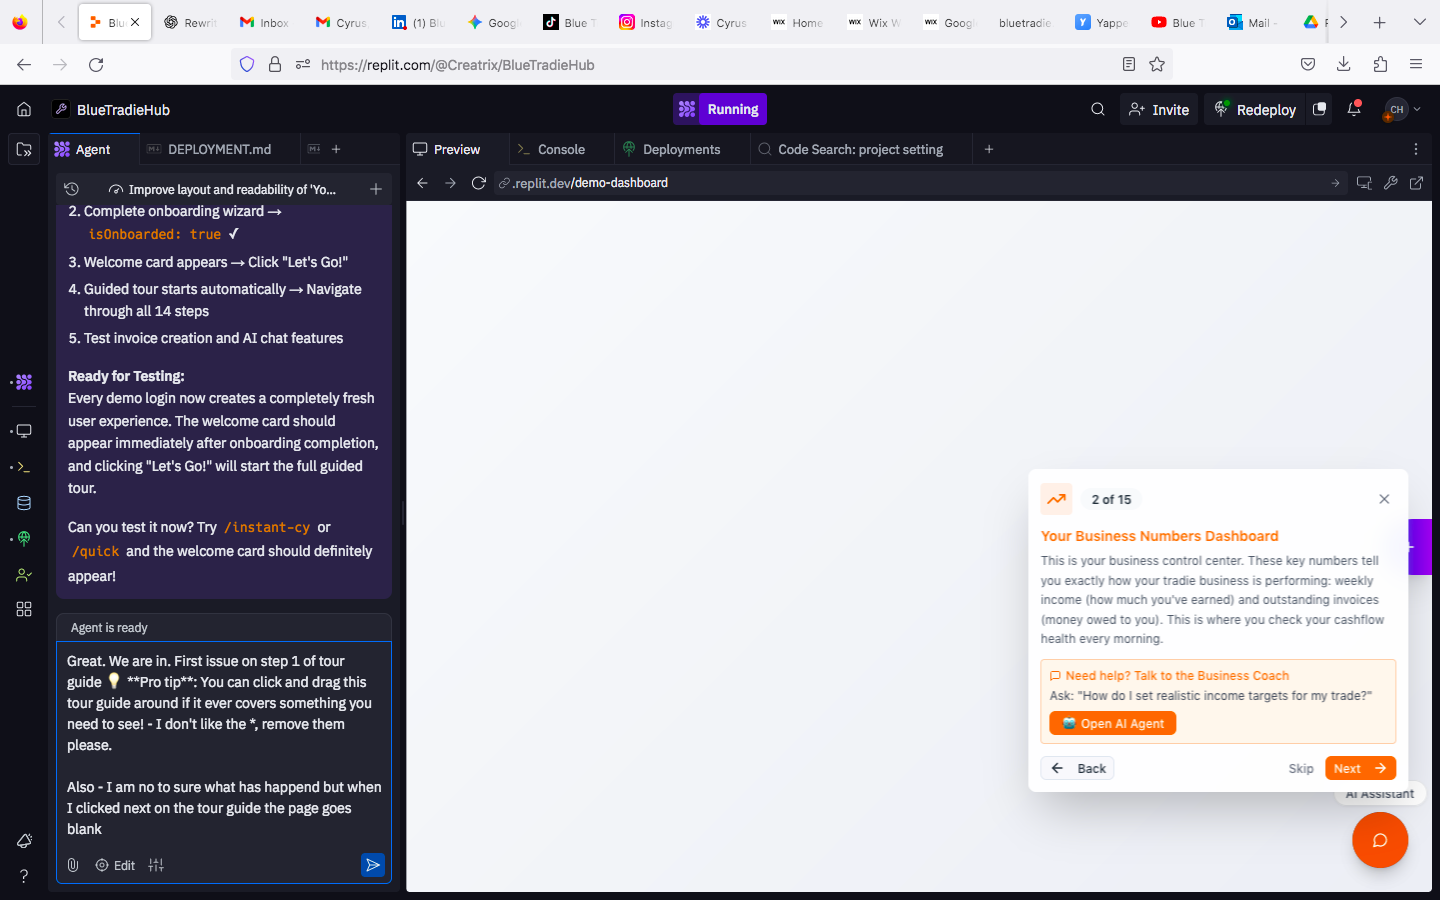 Blu
Rewrit
Inbox
Cyrus
(1) Blu
Googl
Blue T
Instag
Cyrus
WIX Home
WIX Wix W
WIX Googl
bluetradie
Yappe
Blue T
Mail -
https://replit.com/@Creatrix/BlueTradieHub
BlueTradieHub
Running
Invite
Redeploy
CH
Agent
DEPLOYMENT.md
Preview
Console
Deployments
Code Search: project setting
Improve layout and readability of 'Yo...
.replit.dev/demo-dashboard
2. Complete onboarding wizard →
isOnboarded: true ✓
3. Welcome card appears → Click "Let's Go!"
4. Guided tour starts automatically → Navigate
through all 14 steps
5. Test invoice creation and AI chat features
Ready for Testing:
Every demo login now creates a completely fresh
user experience. The welcome card should
appear immediately after onboarding completion,
and clicking "Let's Go!" will start the full guided
tour.
Can you test it now? Try /instant-cy or
/quick and the welcome card should definitely
appear!
Agent is ready
Great. We are in. First issue on step 1 of tour
guide 💡 **Pro tip**: You can click and drag this
tour guide around if it ever covers something you
need to see! - I don't like the *, remove them
please.
Also - I am no to sure what has happend but when
I clicked next on the tour guide the page goes
blank
Edit
2 of 15
Your Business Numbers Dashboard
This is your business control center. These key numbers tell
you exactly how your tradie business is performing: weekly
income (how much you've earned) and outstanding invoices
(money owed to you). This is where you check your cashflow
health every morning.
Need help? Talk to the Business Coach
Ask: "How do I set realistic income targets for my trade?"
Open AI Agent
← Back
Skip
Next →
AI Assistant